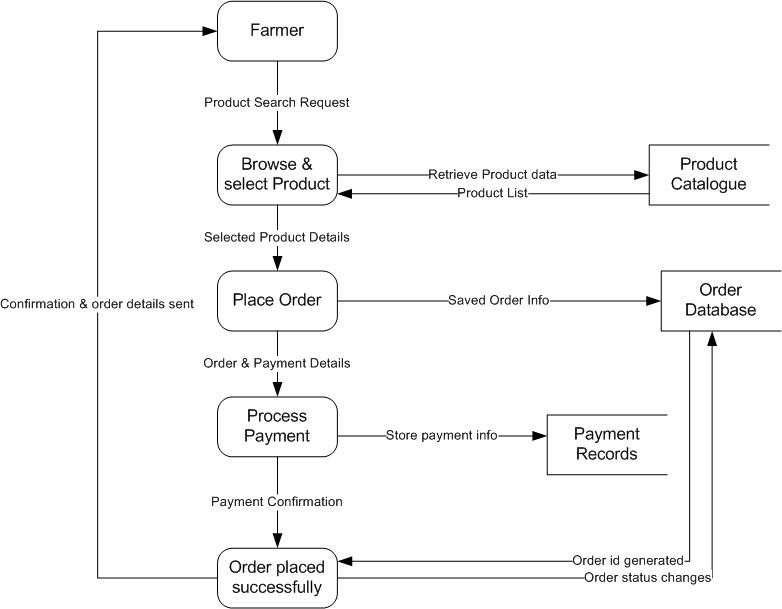 Farmer
Product Search Request
Browse &
select Product
Retrieve Product data
Product List
Product
Catalogue
Selected Product Details
Place Order
Saved Order Info
Order
Database
Confirmation & order details sent
Order & Payment Details
Process
Payment
Store payment info
Payment
Records
Payment Confirmation
Order placed
successfully
Order id generated
Order status changes